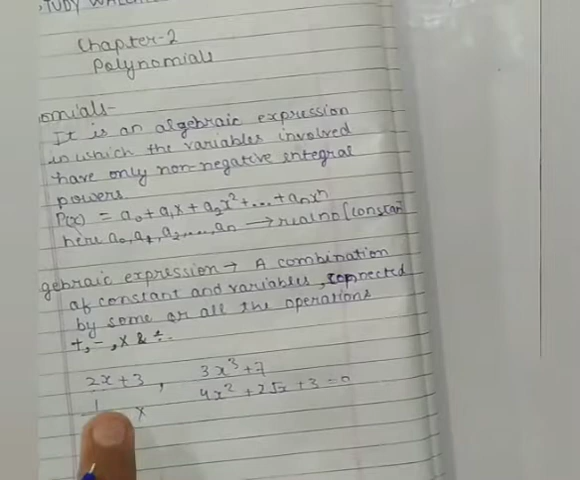 Chapter-2
Polynomials
omials-
It is an algebraic expression
in which the variables involved
have only non-negative integral
powers.
P(x) = a₀ + a₁x + a₂x² + ... + aₙxⁿ
here a₀, a₁, a₂, ..., aₙ → real no (constan
gebraic expression → A combination
of constant and variables, connected
by some or all the operations
+, -, x & ÷.
2x + 3, 3x³ + 7
1 x 4x² + 2√x + 3 = 0